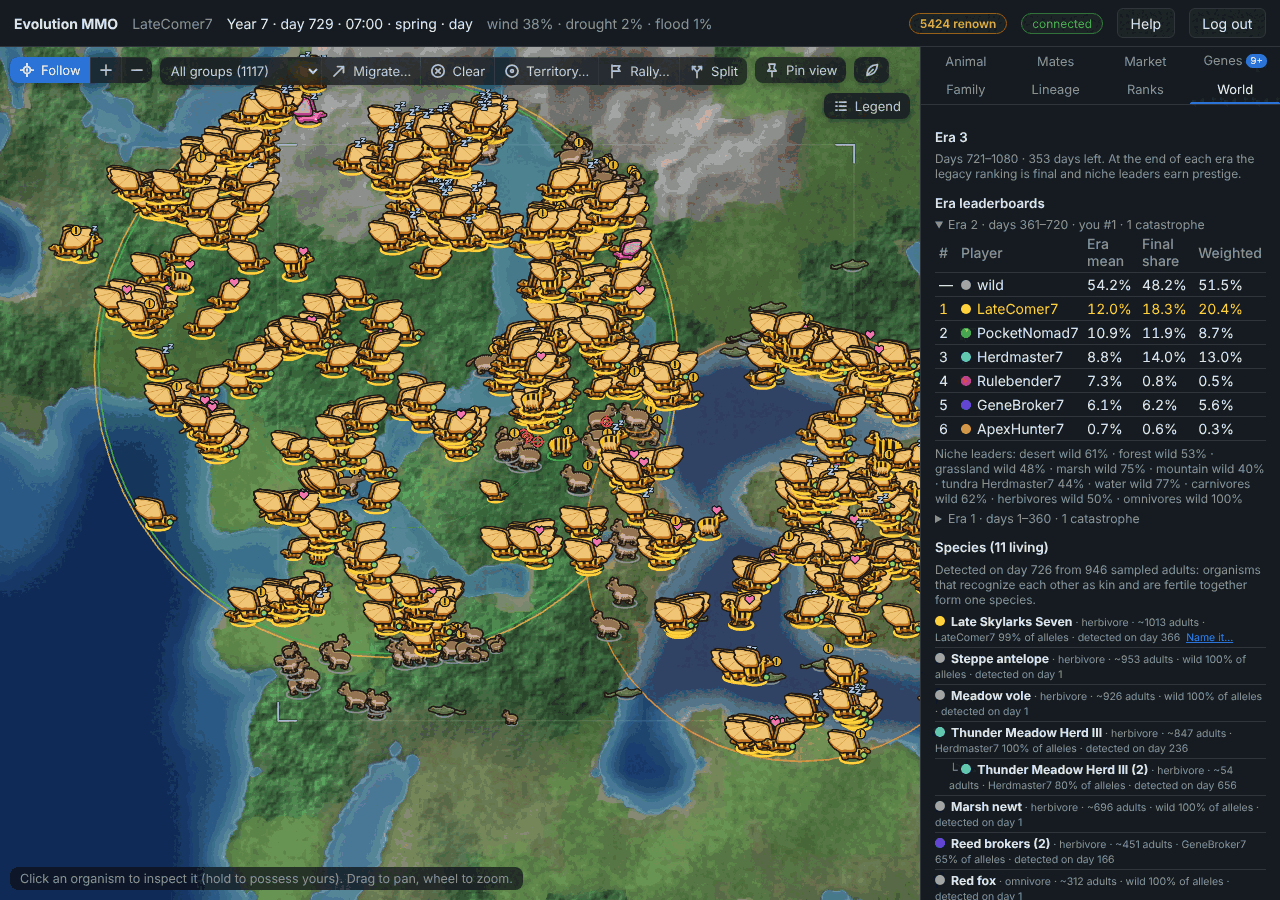 Evolution MMO LateComer7 Year 7 · day 729 · 07:00 · spring · day wind 38% · drought 2% · flood 1% 5424 renown connected Help Log out
Follow + − All groups (1117) Migrate... Clear Territory... Rally... Split Pin view
Legend
Animal Mates Market Genes 9+
Family Lineage Ranks World
Era 3
Days 721–1080 · 353 days left. At the end of each era the
legacy ranking is final and niche leaders earn prestige.
Era leaderboards
▼ Era 2 · days 361–720 · you #1 · 1 catastrophe
# Player Era mean Final share Weighted
— wild 54.2% 48.2% 51.5%
1 LateComer7 12.0% 18.3% 20.4%
2 PocketNomad7 10.9% 11.9% 8.7%
3 Herdmaster7 8.8% 14.0% 13.0%
4 Rulebender7 7.3% 0.8% 0.5%
5 GeneBroker7 6.1% 6.2% 5.6%
6 ApexHunter7 0.7% 0.6% 0.3%
Niche leaders: desert wild 61% · forest wild 53% ·
grassland wild 48% · marsh wild 75% · mountain wild 40%
· tundra Herdmaster7 44% · water wild 77% · carnivores
wild 62% · herbivores wild 50% · omnivores wild 100%
▶ Era 1 · days 1–360 · 1 catastrophe
Species (11 living)
Detected on day 726 from 946 sampled adults: organisms
that recognize each other as kin and are fertile together
form one species.
Late Skylarks Seven · herbivore · ~1013 adults ·
LateComer7 99% of alleles · detected on day 366 Name it...
Steppe antelope · herbivore · ~953 adults · wild 100% of
alleles · detected on day 1
Meadow vole · herbivore · ~926 adults · wild 100% of alleles
· detected on day 1
Thunder Meadow Herd III · herbivore · ~847 adults ·
Herdmaster7 100% of alleles · detected on day 236
└ Thunder Meadow Herd III (2) · herbivore · ~54
adults · Herdmaster7 80% of alleles · detected on day 656
Marsh newt · herbivore · ~696 adults · wild 100% of alleles ·
detected on day 1
Reed brokers (2) · herbivore · ~451 adults · GeneBroker7
65% of alleles · detected on day 166
Red fox · omnivore · ~312 adults · wild 100% of alleles ·
detected on day 1
Click an organism to inspect it (hold to possess yours). Drag to pan, wheel to zoom.